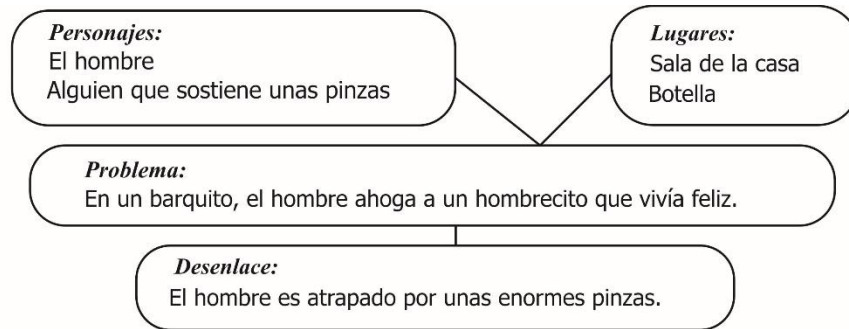 Personajes:
El hombre
Alguien que sostiene unas pinzas
Lugares:
Sala de la casa
Botella
Problema:
En un barquito, el hombre ahoga a un hombrecito que vivía feliz.
Desenlace:
El hombre es atrapado por unas enormes pinzas.